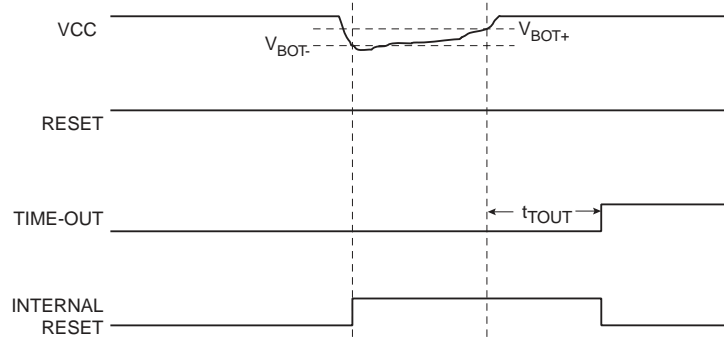 VCC
VBOT-
VBOT+
RESET
TIME-OUT
tTOUT
INTERNAL
RESET